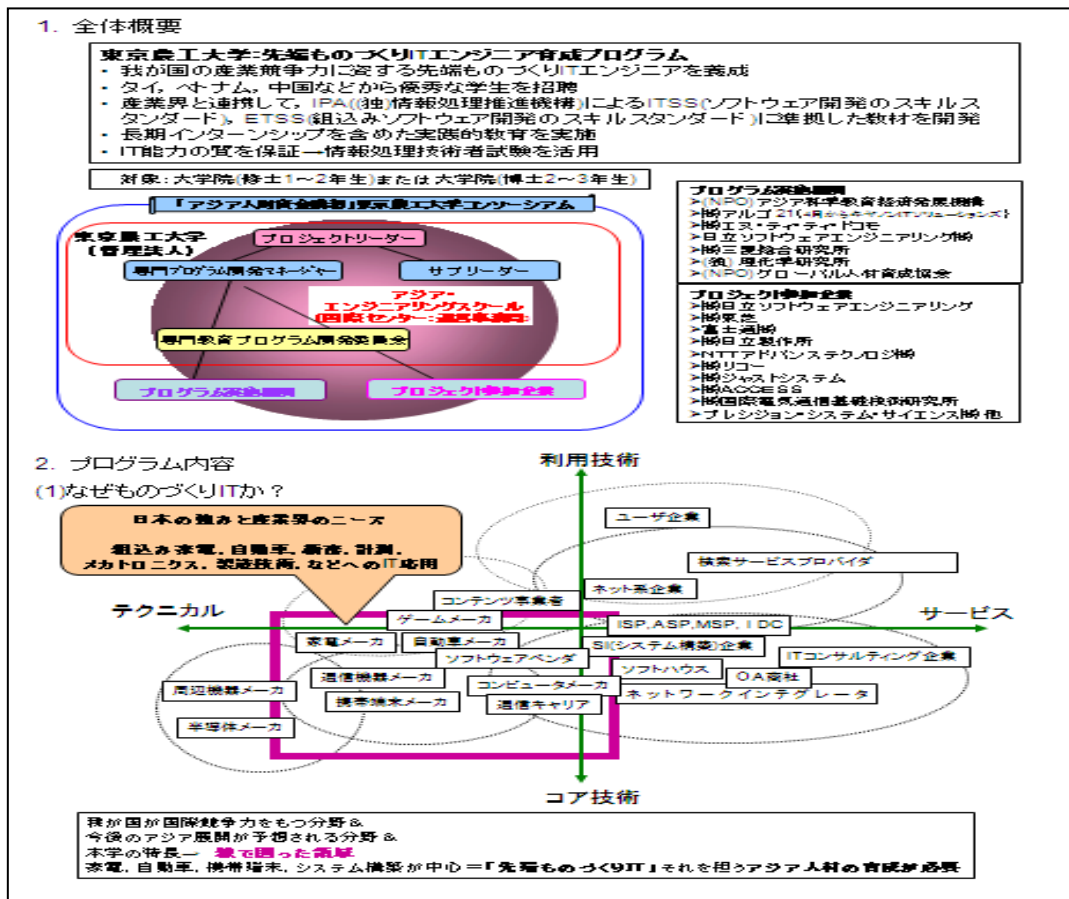 1. 全体概要
東京農工大学:先端ものづくりITエンジニア育成プログラム
・ 我が国の産業競争力に資する先端ものづくりITエンジニアを養成
・ タイ, ベトナム, 中国などから優秀な学生を招聘
・ 産業界と連携して, IPA((独)情報処理推進機構)によるITSS(ソフトウェア開発のスキルス
タンダード), ETSS(組込みソフトウェア開発のスキルスタンダード)に準拠した教材を開発
・ 長期インターンシップを含めた実践的教育を実施
・ IT能力の質を保証→情報処理技術者試験を活用
対象:大学院(修士1~2年生)または大学院(博士2~3年生)
「アジア人財資金構想」東京農工大学コンソーシアム
東京農工大学
(管理法人)
プロジェクトリーダー
専門プログラム開発マネージャー
サブリーダー
アジア・
エンジニアリングスクール
(国際センター:運営事務局)
専門教育プログラム開発委員会
プログラム実施機関
プロジェクト参加企業
プログラム実施機関
➢(NPO)アジア科学教育経済発展機構
➢㈱アルゴ21(4月からキヤノンITソリューションズ)
➢㈱エヌ・ティ・ティ・ドコモ
➢日立ソフトウェアエンジニアリング㈱
➢㈱三菱総合研究所
➢(独)理化学研究所
➢(NPO)グローバル人材育成協会
プロジェクト参加企業
➢㈱日立ソフトウェアエンジニアリング
➢㈱東芝
➢富士通㈱
➢㈱日立製作所
➢NTTアドバンステクノロジ㈱
➢㈱リコー
➢㈱ジャストシステム
➢㈱ACCESS
➢㈱国際電気通信基礎技術研究所
➢プレシジョン・システム・サイエンス㈱ 他
2. プログラム内容
(1)なぜものづくりITか?
利用技術
日本の強みと産業界のニーズ
組込み家電, 自動車, 新産, 計測,
メカトロニクス, 製造技術, などへのIT応用
ユーザ企業
検索サービスプロバイダ
ネット系企業
コンテンツ事業者
テクニカル
サービス
ゲームメーカ
ISP, ASP, MSP, IDC
家電メーカ
自動車メーカ
SI(システム構築)企業
ソフトウェアベンダ
ITコンサルティング企業
ソフトハウス
OA商社
通信機器メーカ
周辺機器メーカ
コンピュータメーカ
ネットワークインテグレータ
携帯端末メーカ
通信キャリア
半導体メーカ
コア技術
我が国が国際競争力をもつ分野&
今後のアジア展開が予想される分野&
本学の特長→ 線で囲った領域
家電, 自動車, 携帯端末, システム構築が中心=「先端ものづくりIT」それを担うアジア人材の育成が必要